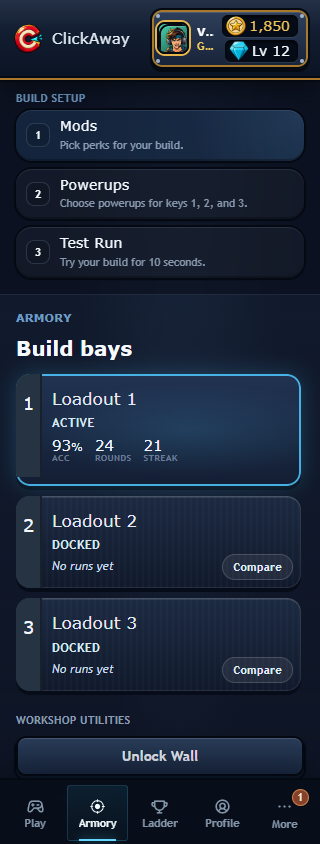 ClickAway
V..
G...
1,850
Lv 12
BUILD SETUP
1
Mods
Pick perks for your build.
2
Powerups
Choose powerups for keys 1, 2, and 3.
3
Test Run
Try your build for 10 seconds.
ARMORY
Build bays
1
Loadout 1
ACTIVE
93% 24 21
ACC ROUNDS STREAK
2
Loadout 2
DOCKED
No runs yet
Compare
3
Loadout 3
DOCKED
No runs yet
Compare
WORKSHOP UTILITIES
Unlock Wall
1
Play Armory Ladder Profile More